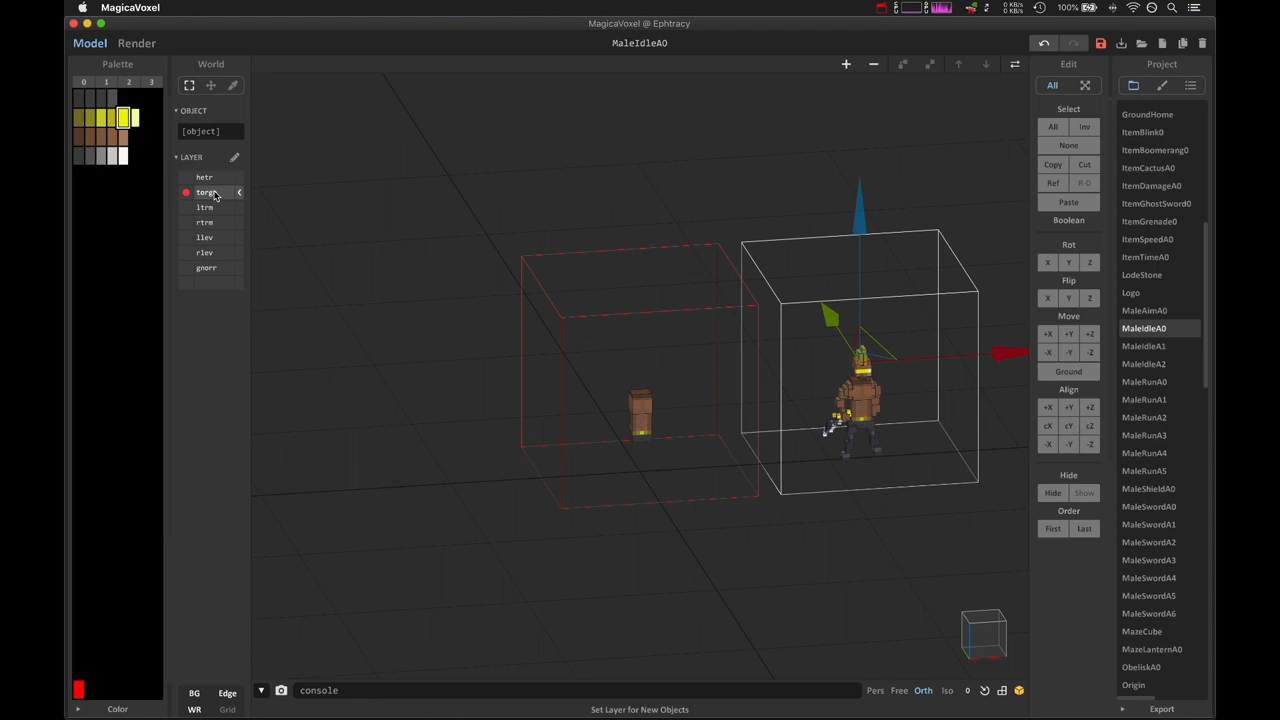 MagicaVoxel
0 KB/s
0 KB/s
100%
MagicaVoxel @ Ephtracy
Model Render
MaleIdleA0
Palette
0 1 2 3
World
OBJECT
[object]
LAYER
hetr
ltrm
rtrm
llev
rlev
gnorr
Edit
All
Select
All Inv
None
Copy Cut
Ref R-D
Paste
Boolean
Rot
X Y Z
Flip
X Y Z
Move
+X +Y +Z
-X -Y -Z
Ground
Align
+X +Y +Z
cX cY cZ
-X -Y -Z
Hide
Hide Show
Order
First Last
Project
GroundHome
ItemBlink0
ItemBoomerang0
ItemCactusA0
ItemDamageA0
ItemGhostSword0
ItemGrenade0
ItemSpeedA0
ItemTimeA0
LodeStone
Logo
MaleAimA0
MaleIdleA0
MaleIdleA1
MaleIdleA2
MaleRunA0
MaleRunA1
MaleRunA2
MaleRunA3
MaleRunA4
MaleRunA5
MaleShieldA0
MaleSwordA0
MaleSwordA1
MaleSwordA2
MaleSwordA3
MaleSwordA4
MaleSwordA5
MaleSwordA6
MazeCube
MazeLanternA0
ObeliskA0
Origin
BG Edge
WR Grid
console
Pers Free Orth Iso 0
Color
Set Layer for New Objects
Export